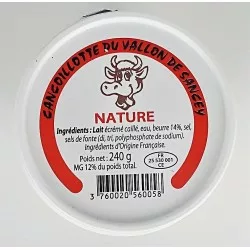 CANCOILLOTTE DU VALLON DE SANCEY
NATURE
Ingrédients : Lait écrémé caillé, eau, beurre 14%, sel,
sels de fonte (di, tri, polyphosphate de sodium).
Ingrédients d'Origine Française.
Poids net : 240 g
MG 12% du poids total.
FR
25 530 001
CE
3 760020 560058